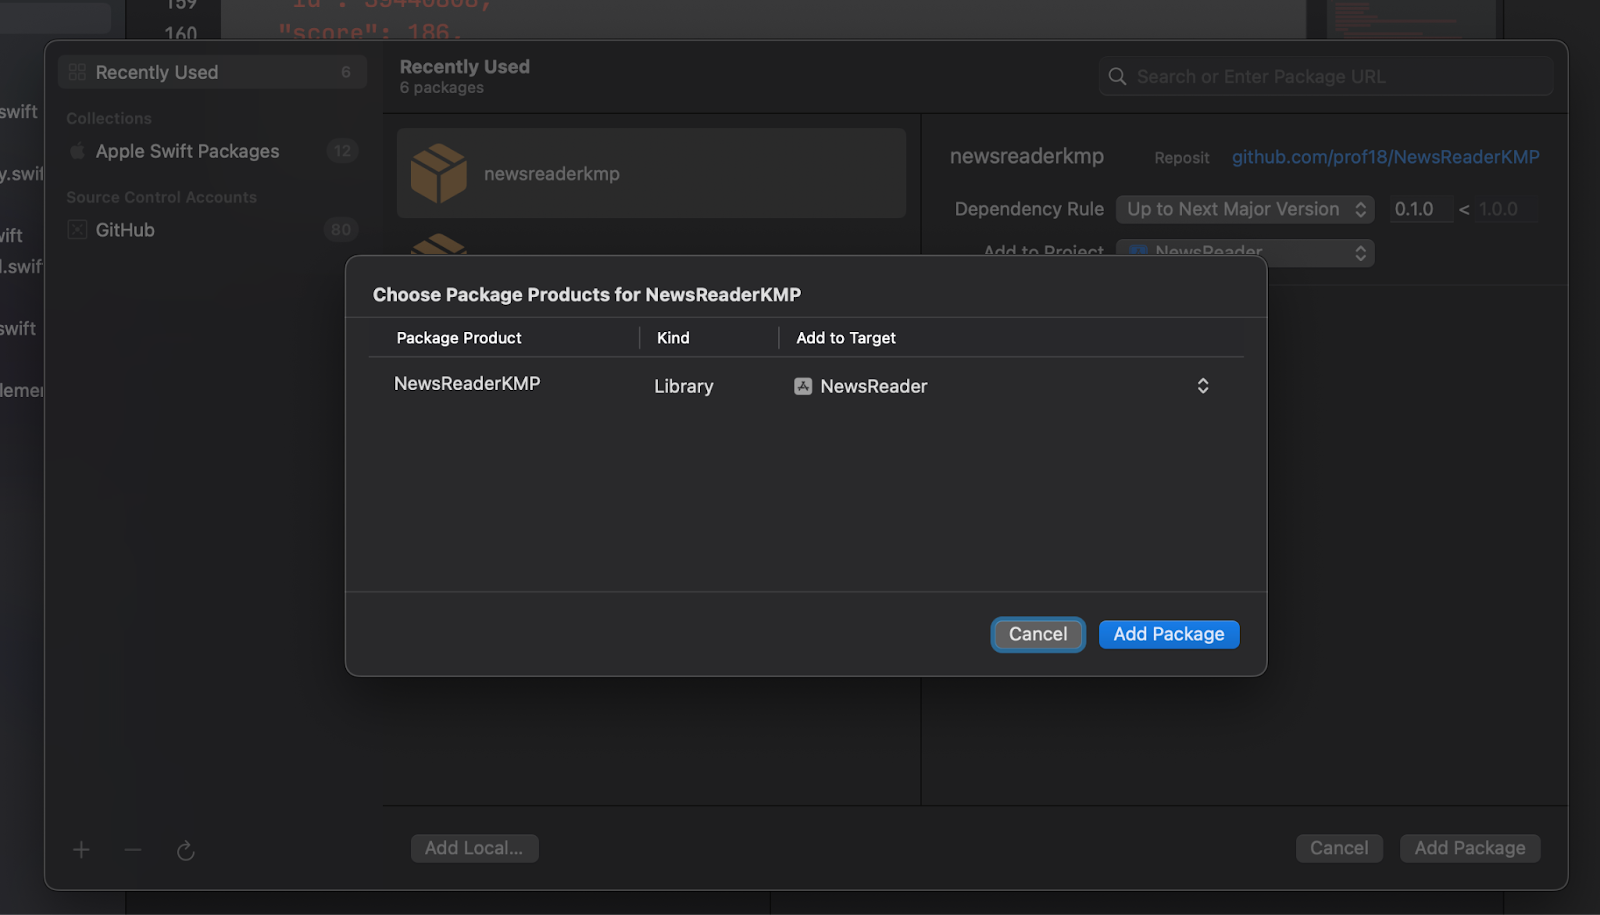 159
160
"id": 39440808,
"score": 186,
swift
y.swif
ift
l.swif
swift
lemen
Recently Used 6
Collections
Apple Swift Packages 12
Source Control Accounts
GitHub 80
Recently Used
6 packages
Search or Enter Package URL
newsreaderkmp
newsreaderkmp Reposit github.com/prof18/NewsReaderKMP
Dependency Rule Up to Next Major Version 0.1.0 < 1.0.0
Add to Project NewsReader
Choose Package Products for NewsReaderKMP
Package Product Kind Add to Target
NewsReaderKMP Library NewsReader
Cancel Add Package
Add Local... Cancel Add Package